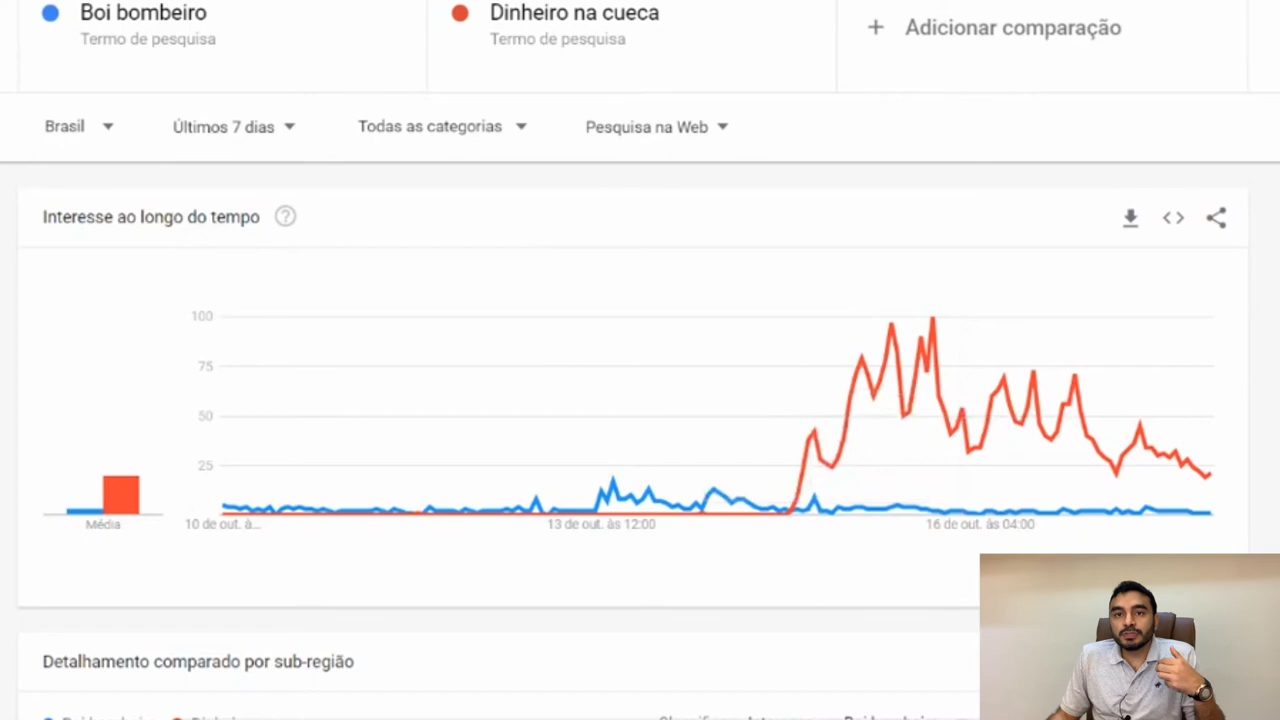 Boi bombeiro
Termo de pesquisa
Dinheiro na cueca
Termo de pesquisa
+ Adicionar comparação
Brasil
Últimos 7 dias
Todas as categorias
Pesquisa na Web
Interesse ao longo do tempo ?
100
75
50
25
Média
10 de out. à...
13 de out. às 12:00
16 de out. às 04:00
Detalhamento comparado por sub-região